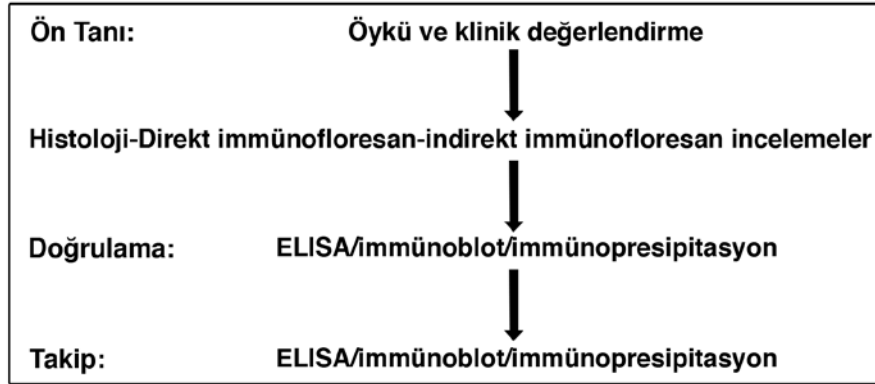 Ön Tanı: Öykü ve klinik değerlendirme
Histoloji-Direkt immünofloresan-indirekt immünofloresan incelemeler
Doğrulama: ELISA/immünoblot/immünopresipitasyon
Takip: ELISA/immünoblot/immünopresipitasyon